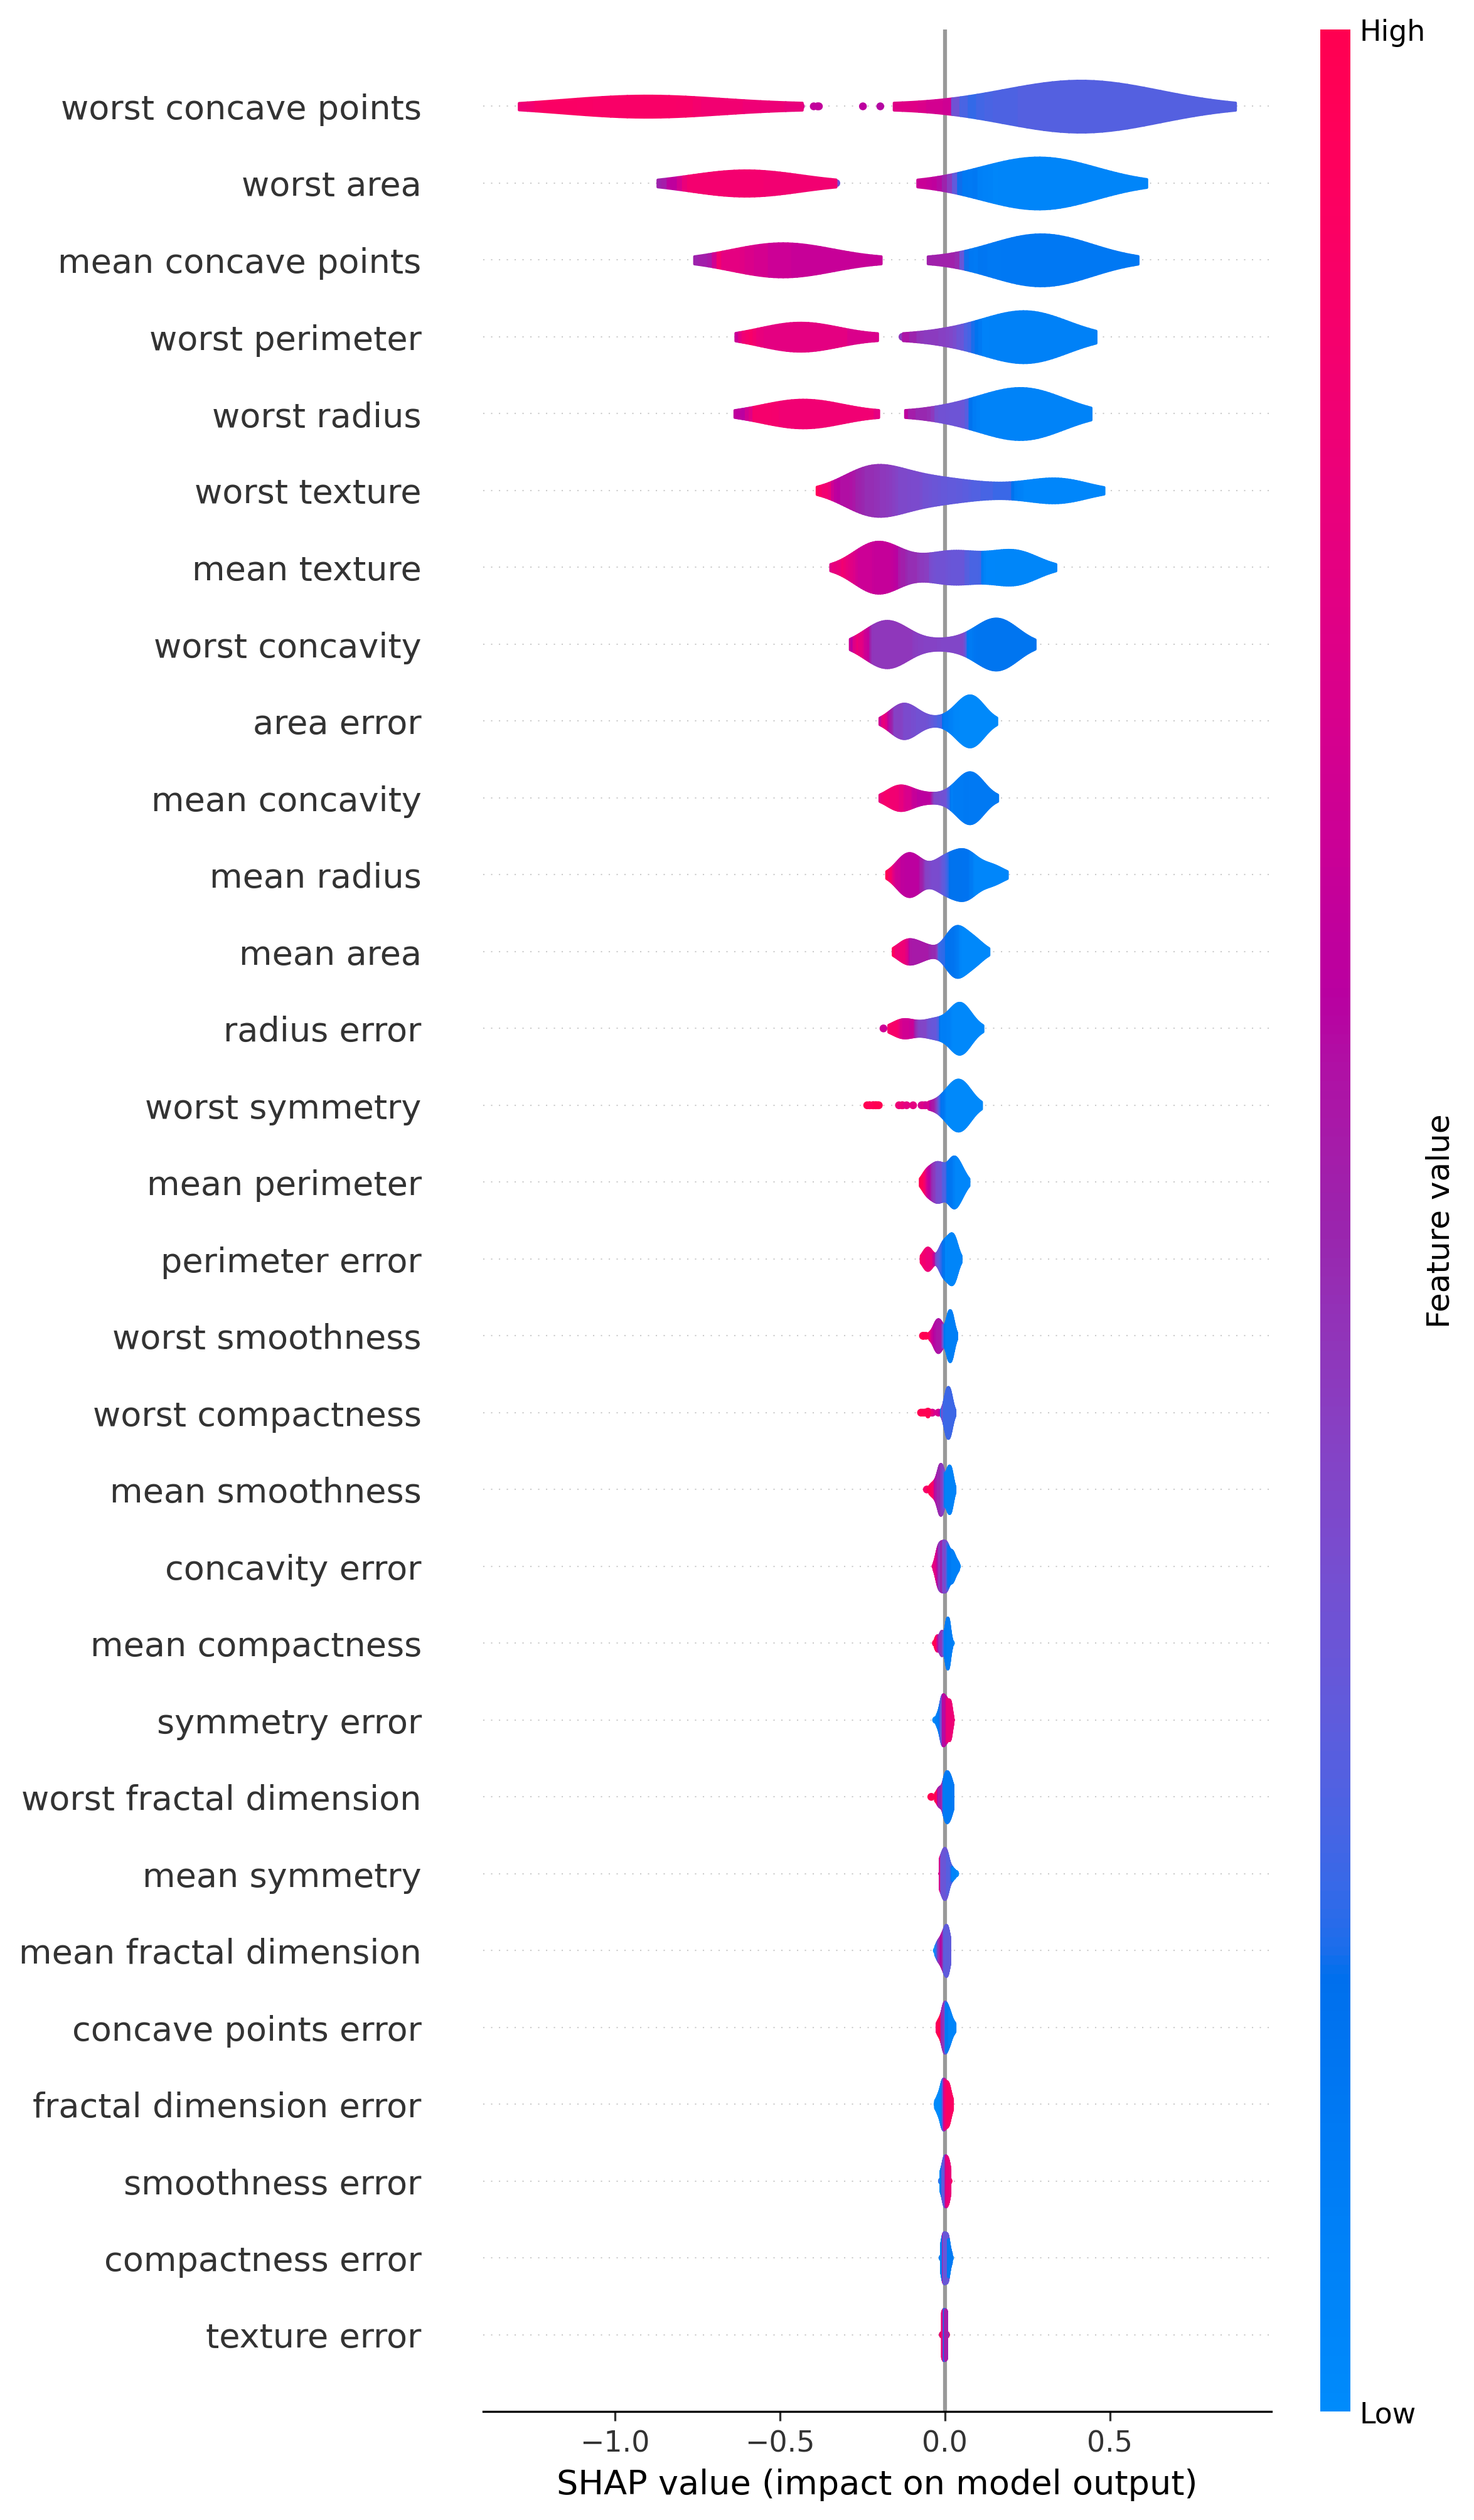 High
worst concave points
worst area
mean concave points
worst perimeter
worst radius
worst texture
mean texture
worst concavity
area error
mean concavity
mean radius
mean area
radius error
worst symmetry
mean perimeter
perimeter error
worst smoothness
worst compactness
mean smoothness
concavity error
mean compactness
symmetry error
worst fractal dimension
mean symmetry
mean fractal dimension
concave points error
fractal dimension error
smoothness error
compactness error
texture error
Feature value
Low
−1.0 −0.5 0.0 0.5
SHAP value (impact on model output)